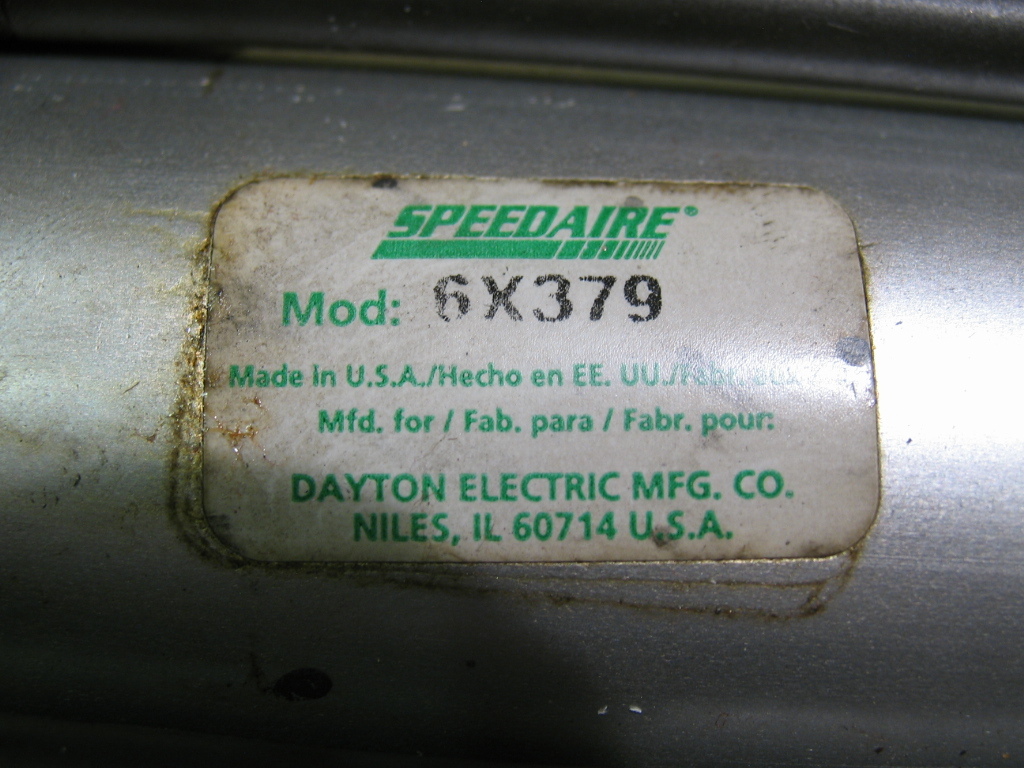 SPEEDAIRE®
Mod: 6X379
Made in U.S.A./Hecho en EE. UU./
Mfd. for / Fab. para / Fabr. pour:
DAYTON ELECTRIC MFG. CO.
NILES, IL 60714 U.S.A.